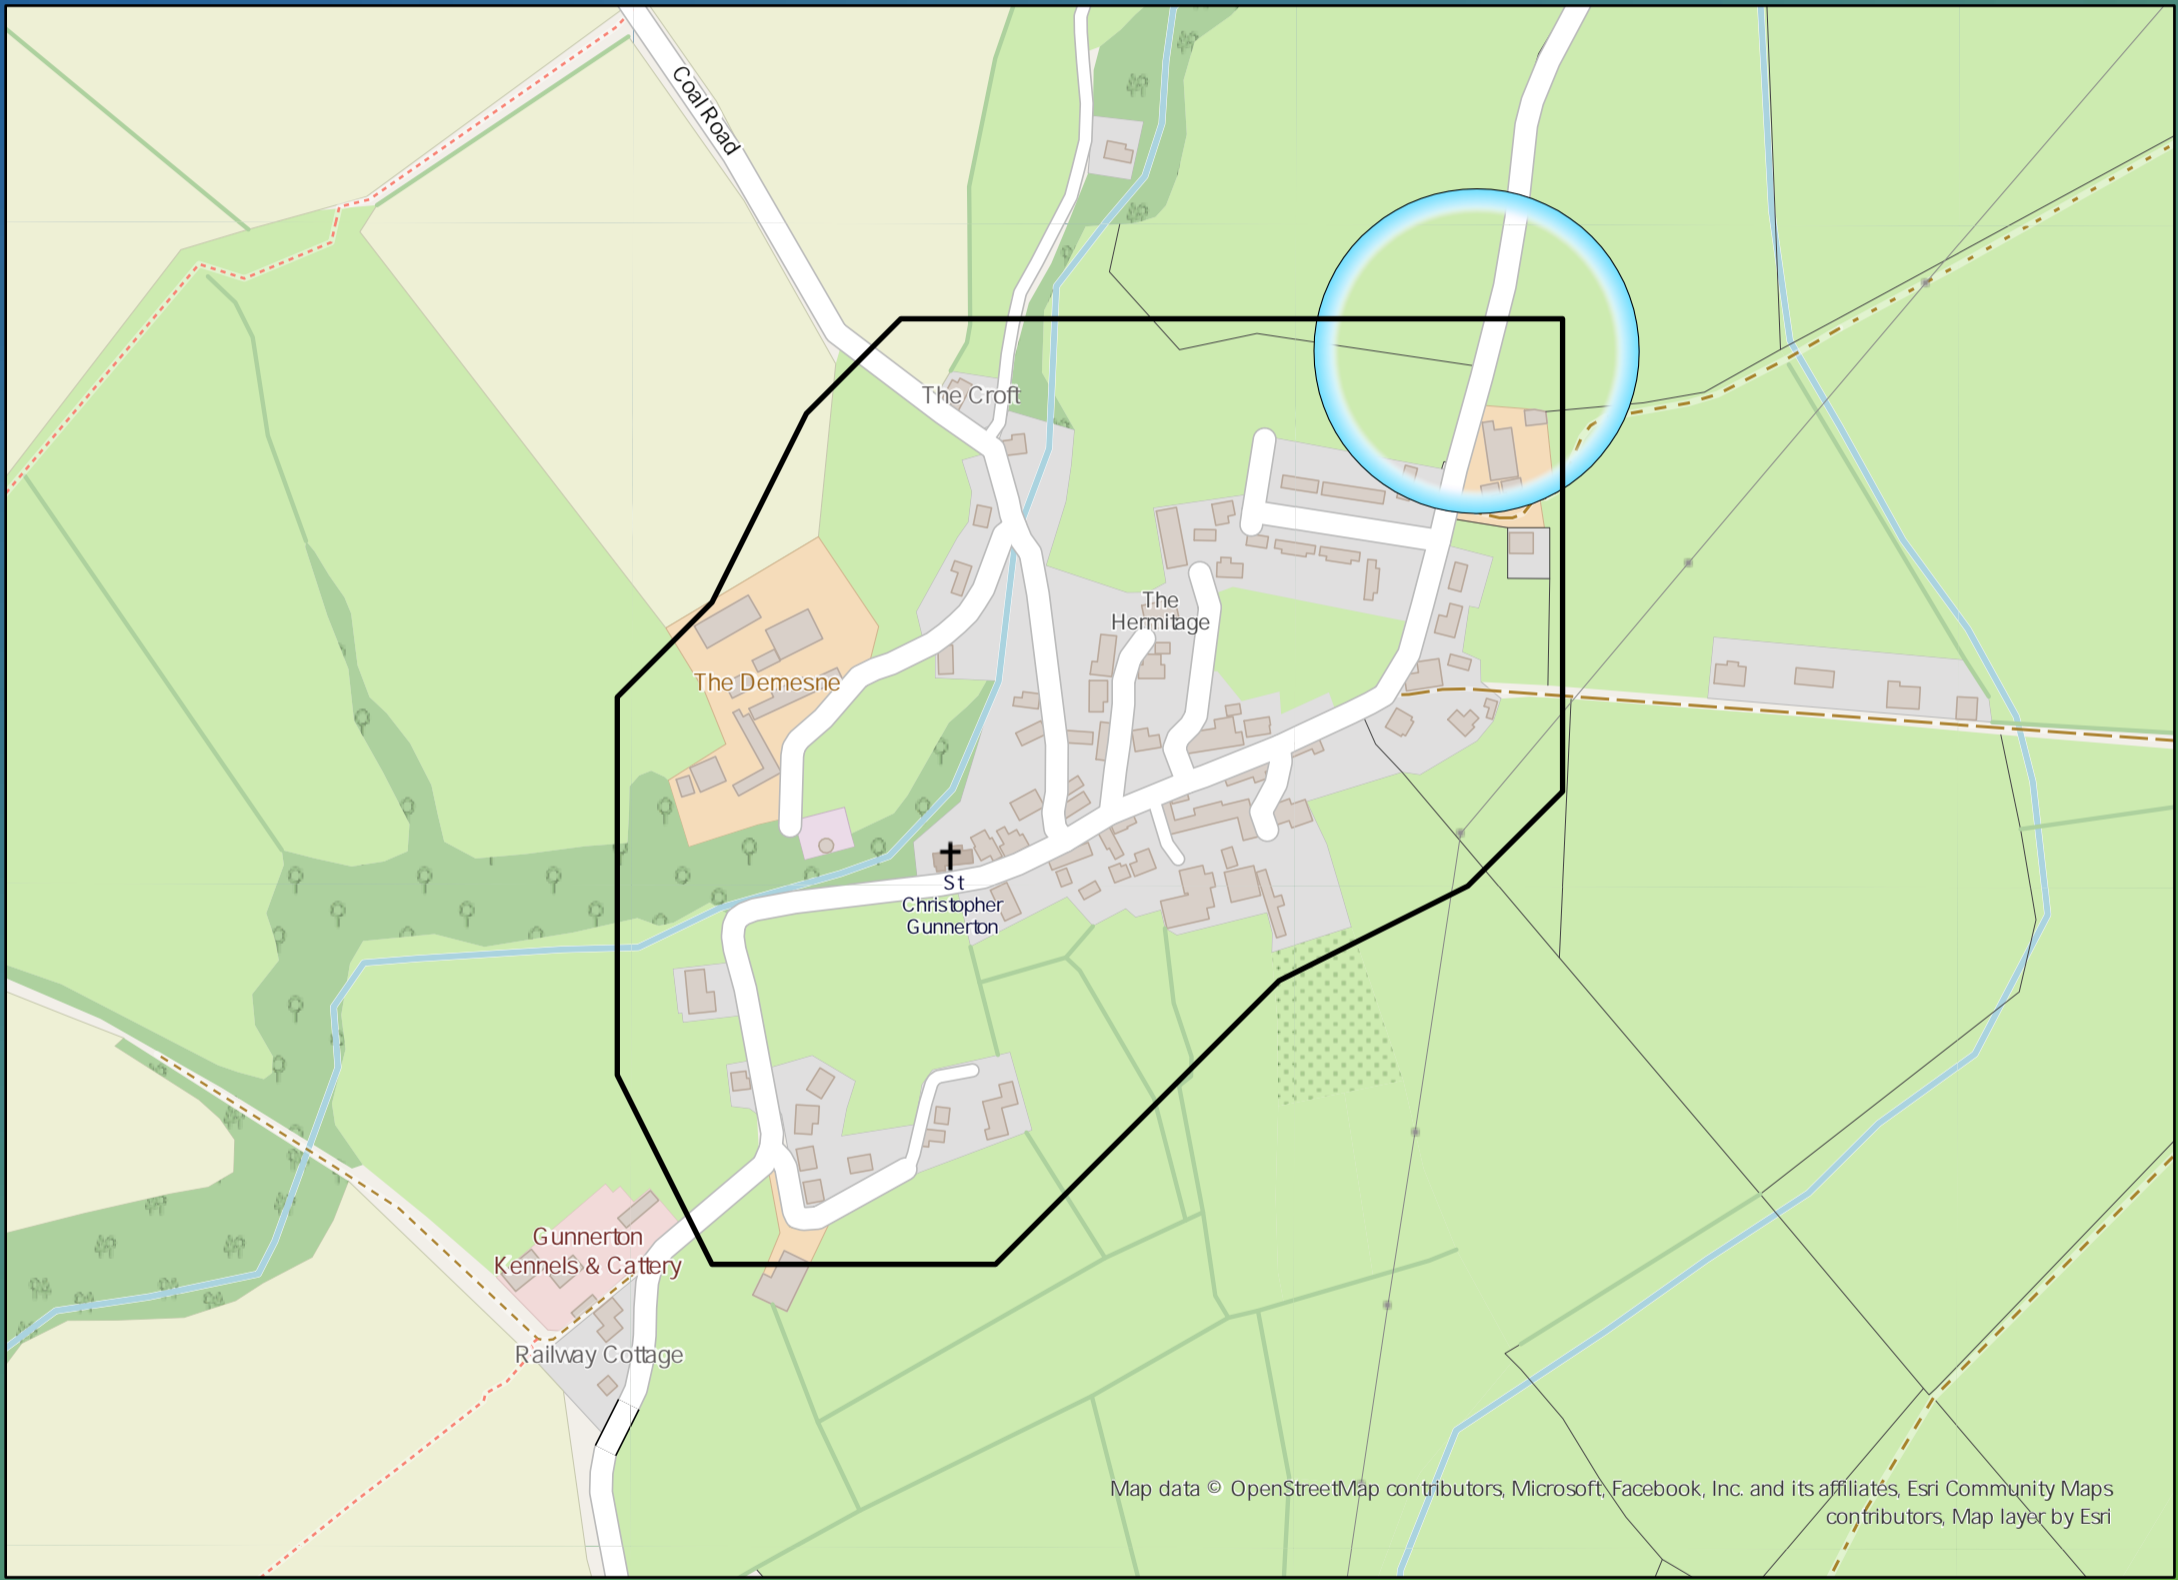 Coal Road
The Croft
The
Hermitage
The Demesne
St
Christopher
Gunnerton
Gunnerton
Kennels & Cattery
Railway Cottage
Map data © OpenStreetMap contributors, Microsoft, Facebook, Inc. and its affiliates, Esri Community Maps
contributors, Map layer by Esri